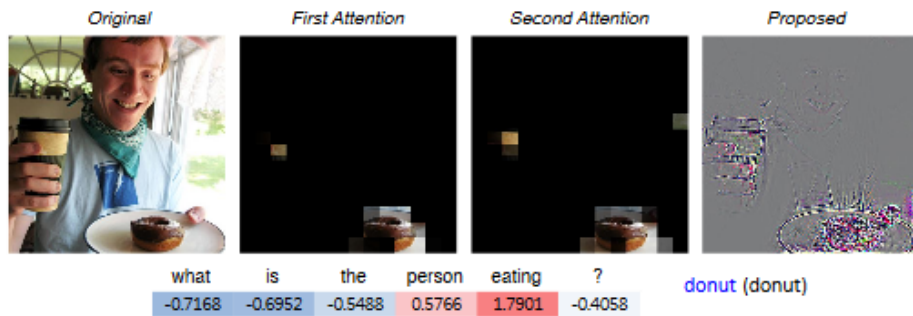 Original First Attention Second Attention Proposed
what is the person eating ?
-0.7168 -0.6952 -0.5488 0.5766 1.7901 -0.4058
donut (donut)